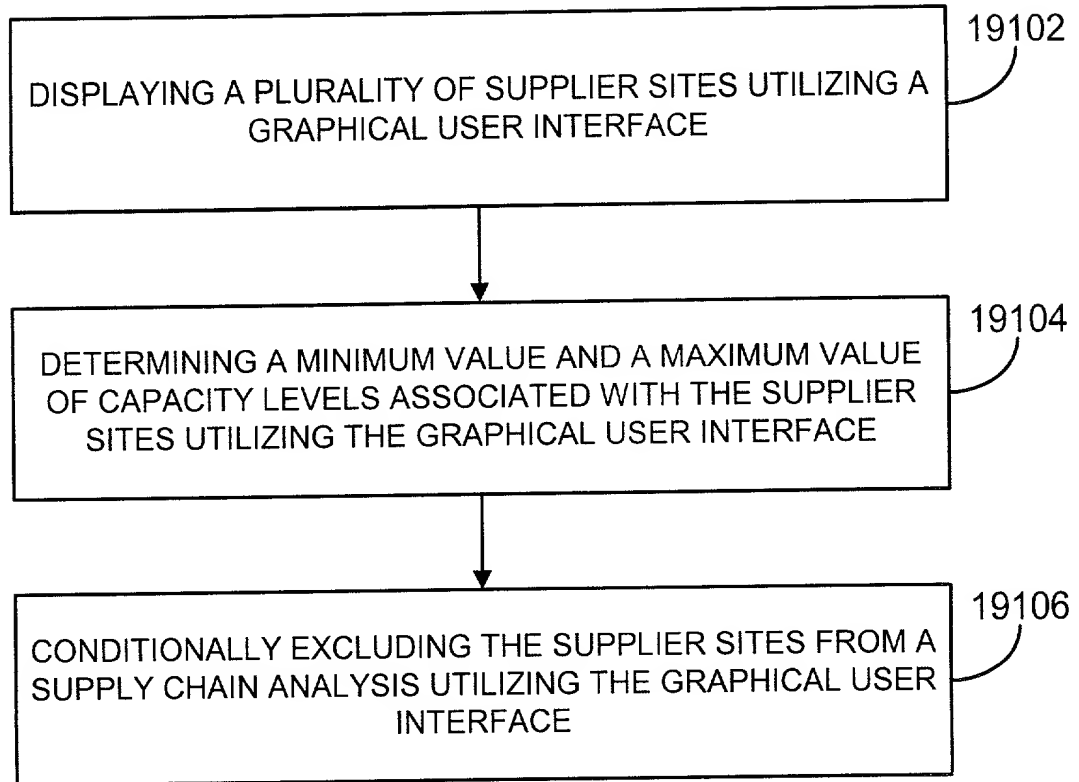 19102
DISPLAYING A PLURALITY OF SUPPLIER SITES UTILIZING A
GRAPHICAL USER INTERFACE
19104
DETERMINING A MINIMUM VALUE AND A MAXIMUM VALUE
OF CAPACITY LEVELS ASSOCIATED WITH THE SUPPLIER
SITES UTILIZING THE GRAPHICAL USER INTERFACE
19106
CONDITIONALLY EXCLUDING THE SUPPLIER SITES FROM A
SUPPLY CHAIN ANALYSIS UTILIZING THE GRAPHICAL USER
INTERFACE